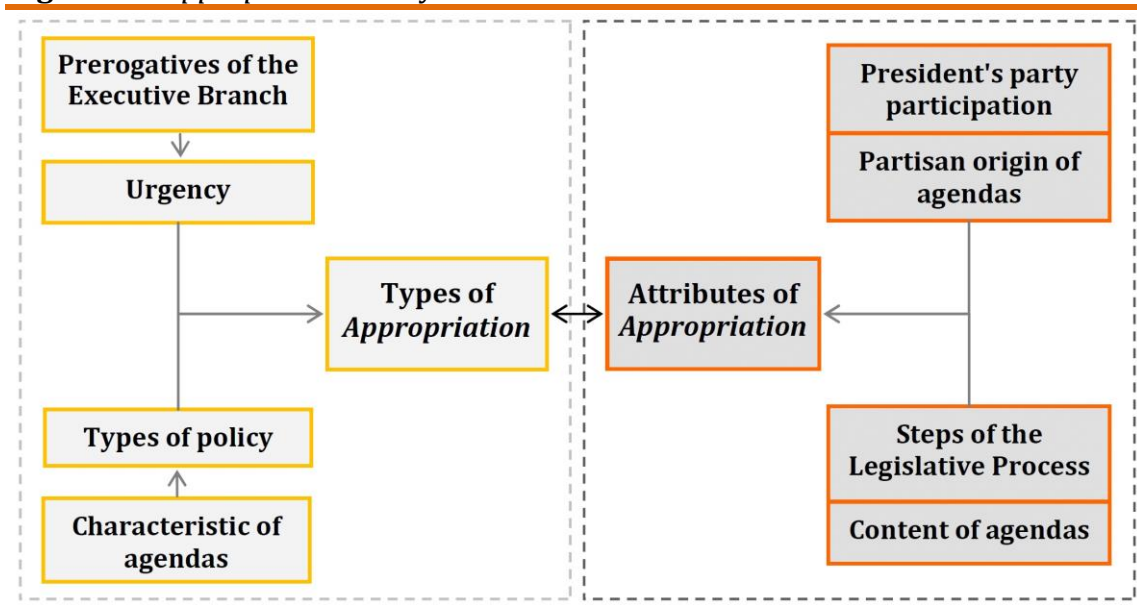 Prerogatives of the
Executive Branch
Urgency
Types of
Appropriation
Types of policy
Characteristic of
agendas
President's party
participation
Partisan origin of
agendas
Attributes of
Appropriation
Steps of the
Legislative Process
Content of agendas